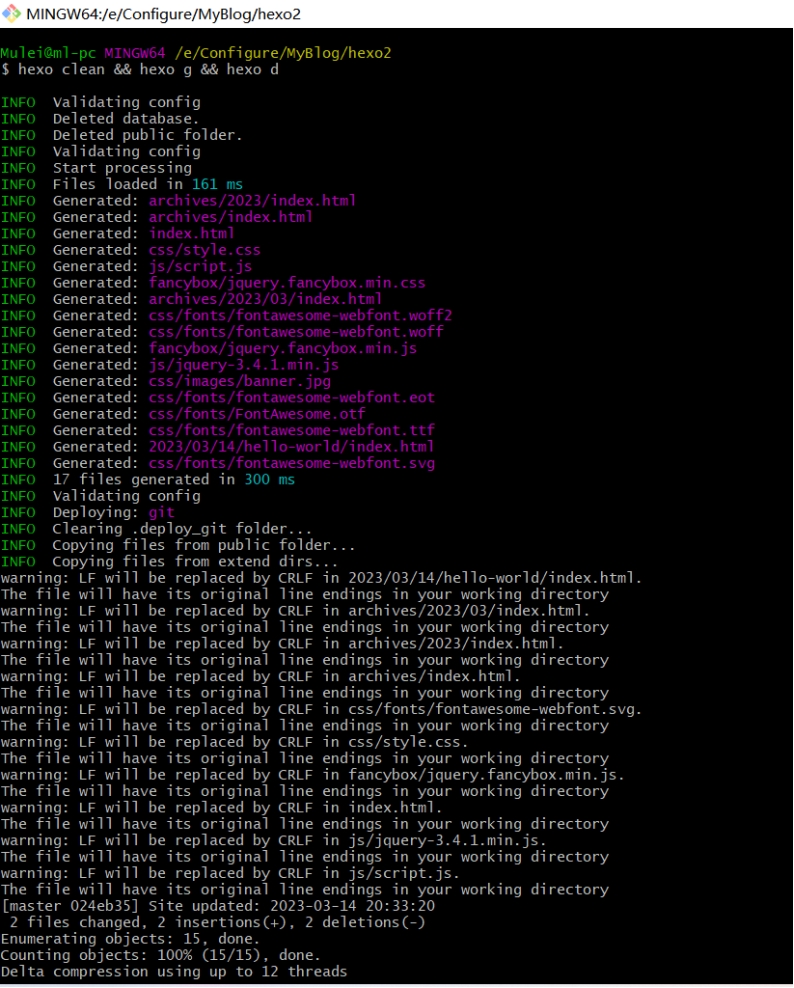 MINGW64:/e/Configure/MyBlog/hexo2
Mulei@ml-pc MINGW64 /e/Configure/MyBlog/hexo2
$ hexo clean && hexo g && hexo d
INFO  Validating config
INFO  Deleted database.
INFO  Deleted public folder.
INFO  Validating config
INFO  Start processing
INFO  Files loaded in 161 ms
INFO  Generated: archives/2023/index.html
INFO  Generated: archives/index.html
INFO  Generated: index.html
INFO  Generated: css/style.css
INFO  Generated: js/script.js
INFO  Generated: fancybox/jquery.fancybox.min.css
INFO  Generated: archives/2023/03/index.html
INFO  Generated: css/fonts/fontawesome-webfont.woff2
INFO  Generated: css/fonts/fontawesome-webfont.woff
INFO  Generated: fancybox/jquery.fancybox.min.js
INFO  Generated: js/jquery-3.4.1.min.js
INFO  Generated: css/images/banner.jpg
INFO  Generated: css/fonts/fontawesome-webfont.eot
INFO  Generated: css/fonts/FontAwesome.otf
INFO  Generated: css/fonts/fontawesome-webfont.ttf
INFO  Generated: 2023/03/14/hello-world/index.html
INFO  Generated: css/fonts/fontawesome-webfont.svg
INFO  17 files generated in 300 ms
INFO  Validating config
INFO  Deploying: git
INFO  Clearing .deploy_git folder...
INFO  Copying files from public folder...
INFO  Copying files from extend dirs...
warning: LF will be replaced by CRLF in 2023/03/14/hello-world/index.html.
The file will have its original line endings in your working directory
warning: LF will be replaced by CRLF in archives/2023/03/index.html.
The file will have its original line endings in your working directory
warning: LF will be replaced by CRLF in archives/2023/index.html.
The file will have its original line endings in your working directory
warning: LF will be replaced by CRLF in archives/index.html.
The file will have its original line endings in your working directory
warning: LF will be replaced by CRLF in css/fonts/fontawesome-webfont.svg.
The file will have its original line endings in your working directory
warning: LF will be replaced by CRLF in css/style.css.
The file will have its original line endings in your working directory
warning: LF will be replaced by CRLF in fancybox/jquery.fancybox.min.js.
The file will have its original line endings in your working directory
warning: LF will be replaced by CRLF in index.html.
The file will have its original line endings in your working directory
warning: LF will be replaced by CRLF in js/jquery-3.4.1.min.js.
The file will have its original line endings in your working directory
warning: LF will be replaced by CRLF in js/script.js.
The file will have its original line endings in your working directory
[master 024eb35] Site updated: 2023-03-14 20:33:20
 2 files changed, 2 insertions(+), 2 deletions(-)
Enumerating objects: 15, done.
Counting objects: 100% (15/15), done.
Delta compression using up to 12 threads